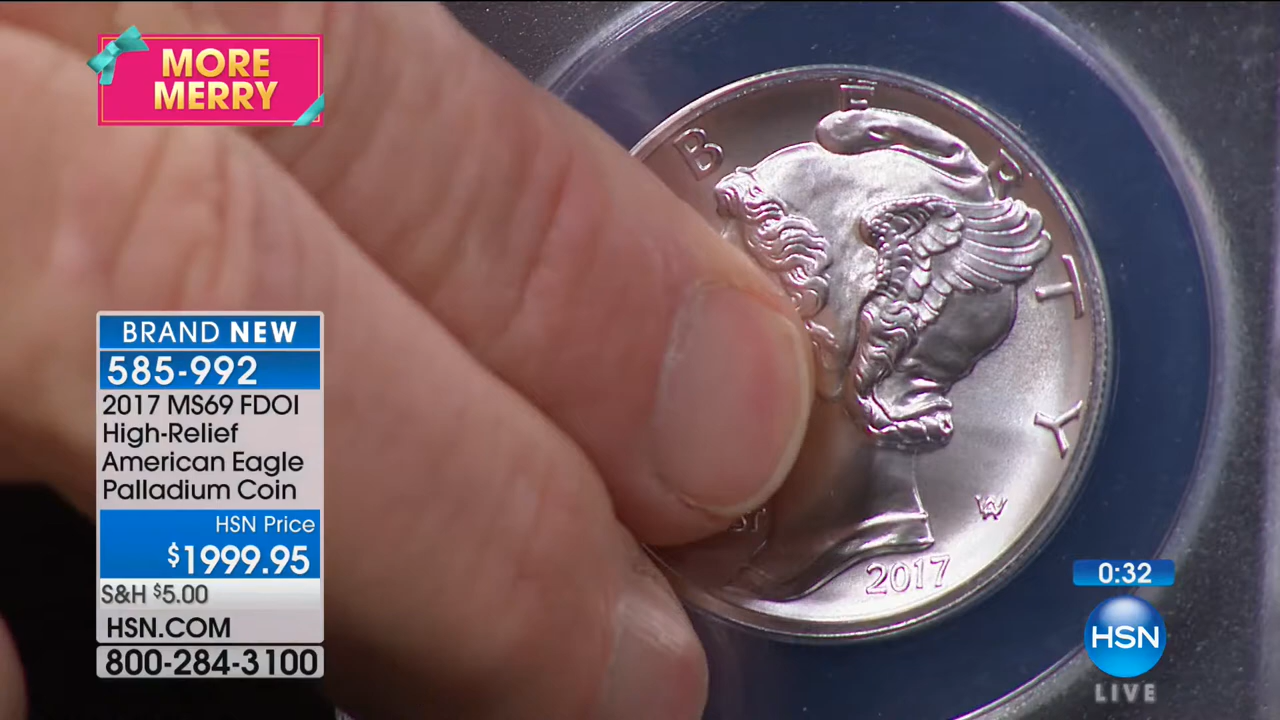 MORE
MERRY
BRAND NEW
585-992
2017 MS69 FDOI
High-Relief
American Eagle
Palladium Coin
HSN Price
$1999.95
S&H $5.00
HSN.COM
800-284-3100
BERTY
W
2017
0:32
HSN
LIVE